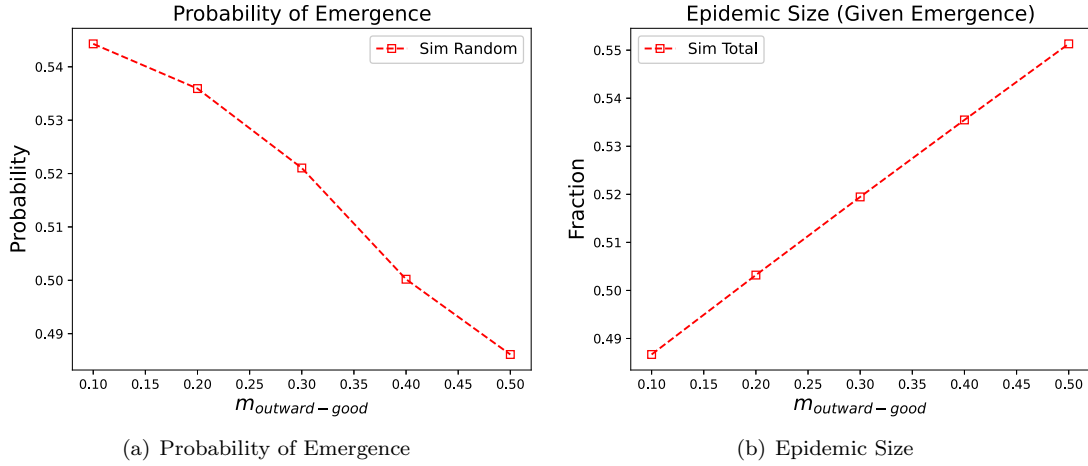 Probability of Emergence
Sim Random
Probability
0.54
0.53
0.52
0.51
0.50
0.49
0.10 0.15 0.20 0.25 0.30 0.35 0.40 0.45 0.50
m_{outward-good}
(a) Probability of Emergence
Epidemic Size (Given Emergence)
Sim Total
Fraction
0.55
0.54
0.53
0.52
0.51
0.50
0.49
0.10 0.15 0.20 0.25 0.30 0.35 0.40 0.45 0.50
m_{outward-good}
(b) Epidemic Size